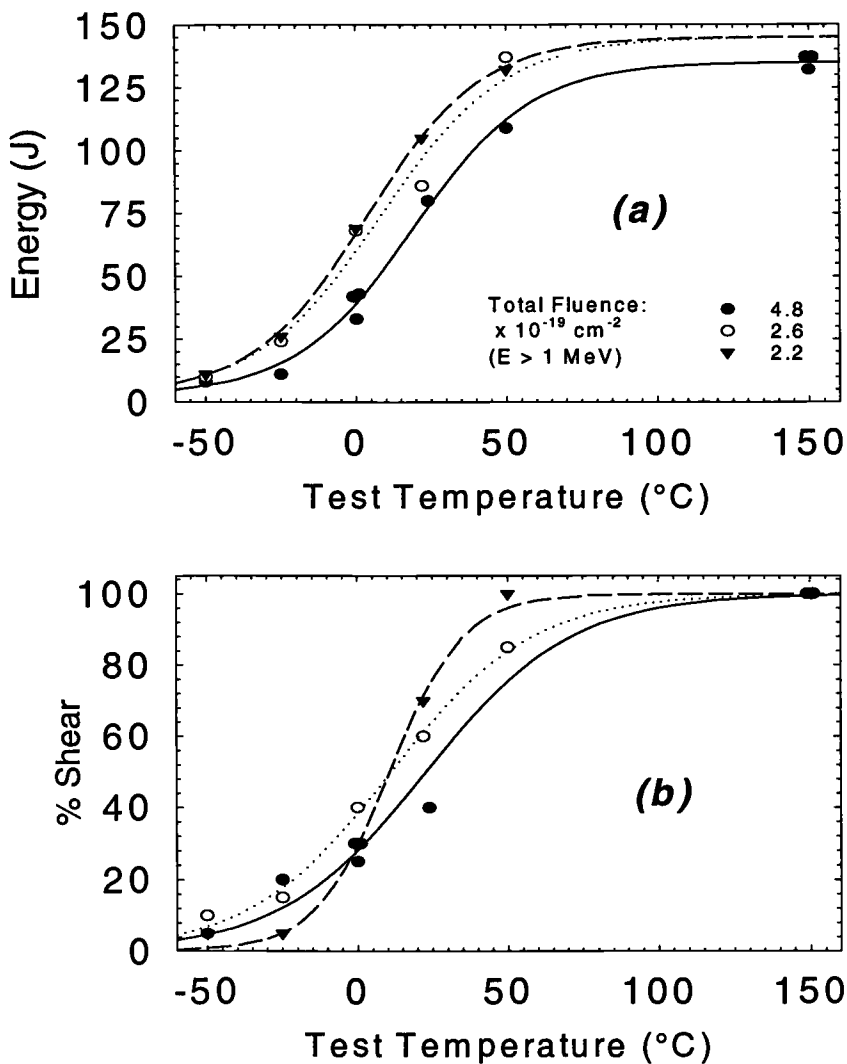 150
125
100
75
50
25
0
Energy (J)
(a)
Total Fluence:
x 10⁻¹⁹ cm⁻²
(E > 1 MeV)
4.8
2.6
2.2
-50 0 50 100 150
Test Temperature (°C)
100
80
60
40
20
0
% Shear
(b)
-50 0 50 100 150
Test Temperature (°C)